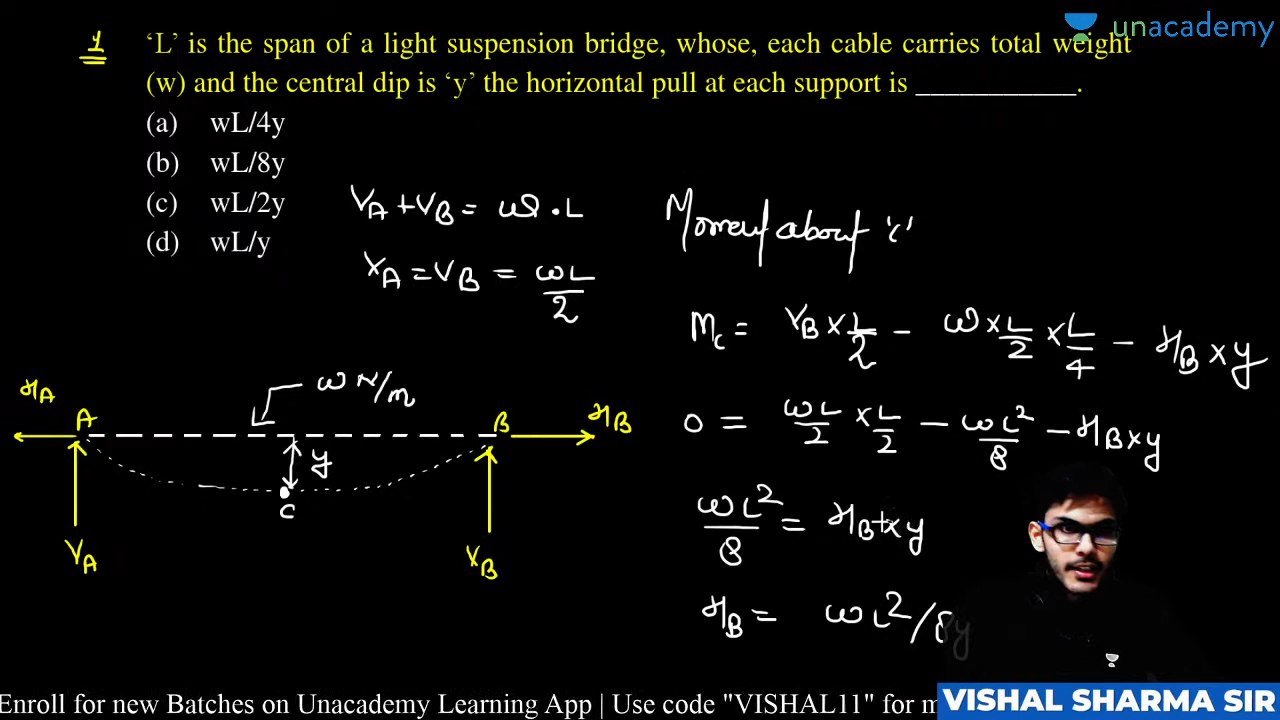 unacademy
1 'L' is the span of a light suspension bridge, whose, each cable carries total weight
(w) and the central dip is 'y' the horizontal pull at each support is ___________.
(a) wL/4y
(b) wL/8y
(c) wL/2y
(d) wL/y
VA + VB = ω.L
VA = VB = ωL/2
Moment about 'c'
Mc = VB × L/2 − ω × L/2 × L/4 − HB × y
0 = ωL/2 × L/2 − ωL²/8 − HB × y
ωL²/8 = HB × y
HB = ωL²/8y
ω N/m
HA
A
B
HB
y
C
VA
VB
Enroll for new Batches on Unacademy Learning App | Use code "VISHAL11" for m
VISHAL SHARMA SIR